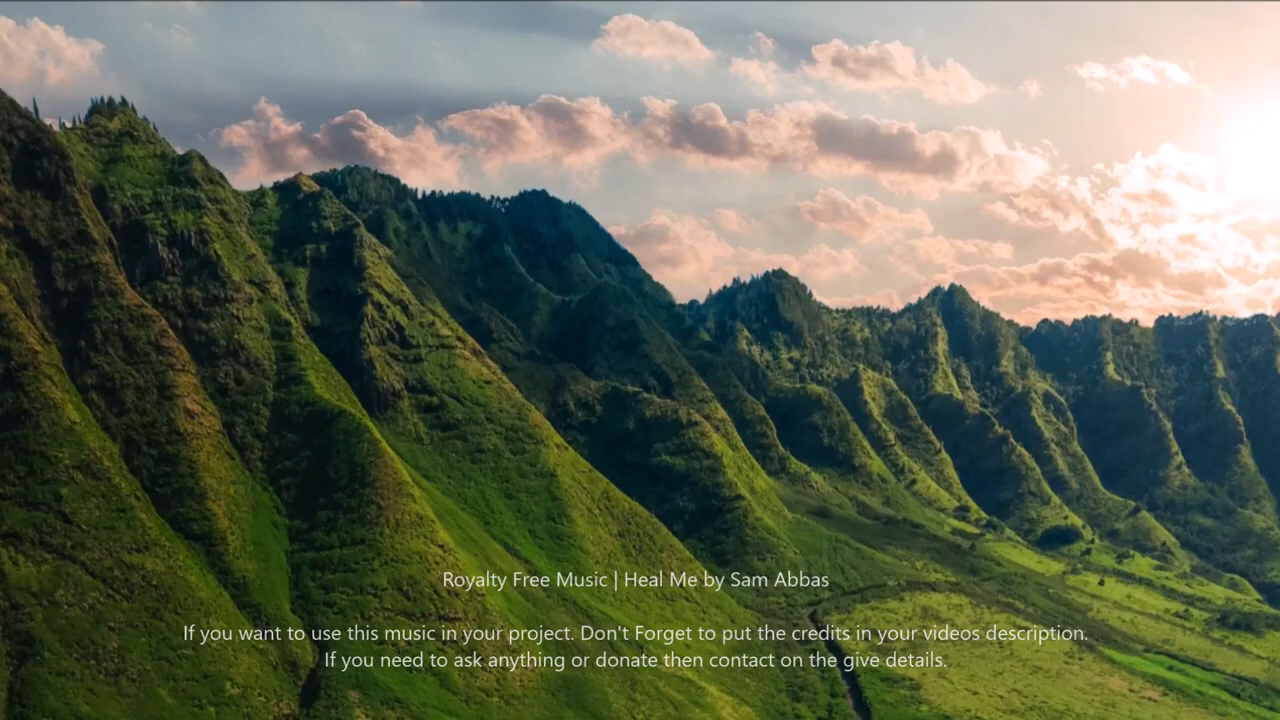 Royalty Free Music | Heal Me by Sam Abbas
If you want to use this music in your project. Don't Forget to put the credits in your videos description.
If you need to ask anything or donate then contact on the give details.